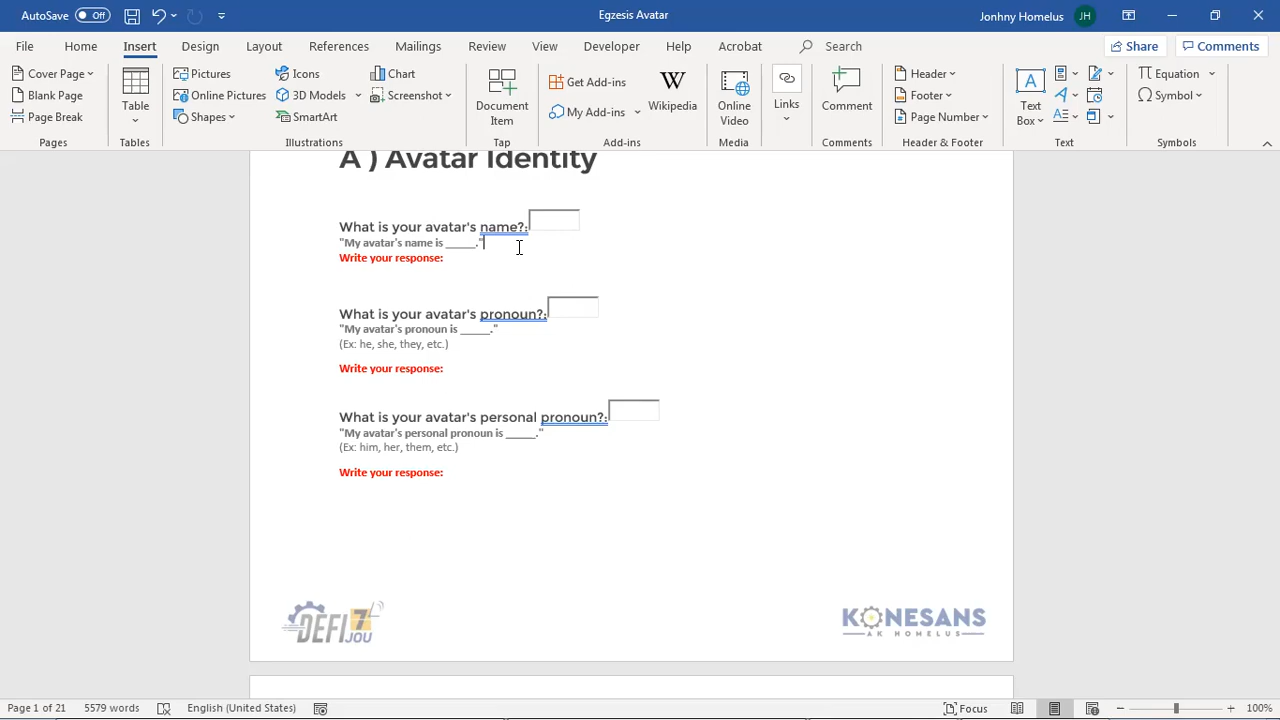 AutoSave Off Egzesis Avatar Jonhny Homelus JH
File Home Insert Design Layout References Mailings Review View Developer Help Acrobat Search Share Comments
Cover Page
Blank Page
Page Break
Pages
Table
Tables
Pictures
Online Pictures
Shapes
Icons
3D Models
SmartArt
Chart
Screenshot
Illustrations
Document
Item
Tap
Get Add-ins
My Add-ins
W
Wikipedia
Add-ins
Online
Video
Media
Links
Comment
Comments
Header
Footer
Page Number
Header & Footer
A
Text
Box
Text
Equation
Symbol
Symbols
A ) Avatar Identity
What is your avatar's name?:
"My avatar's name is _____."
Write your response:
What is your avatar's pronoun?:
"My avatar's pronoun is _____."
(Ex: he, she, they, etc.)
Write your response:
What is your avatar's personal pronoun?:
"My avatar's personal pronoun is _____."
(Ex: him, her, them, etc.)
Write your response:
DEFI 7 JOU
KONESANS
AK HOMELUS
Page 1 of 21 5579 words English (United States) Focus 100%